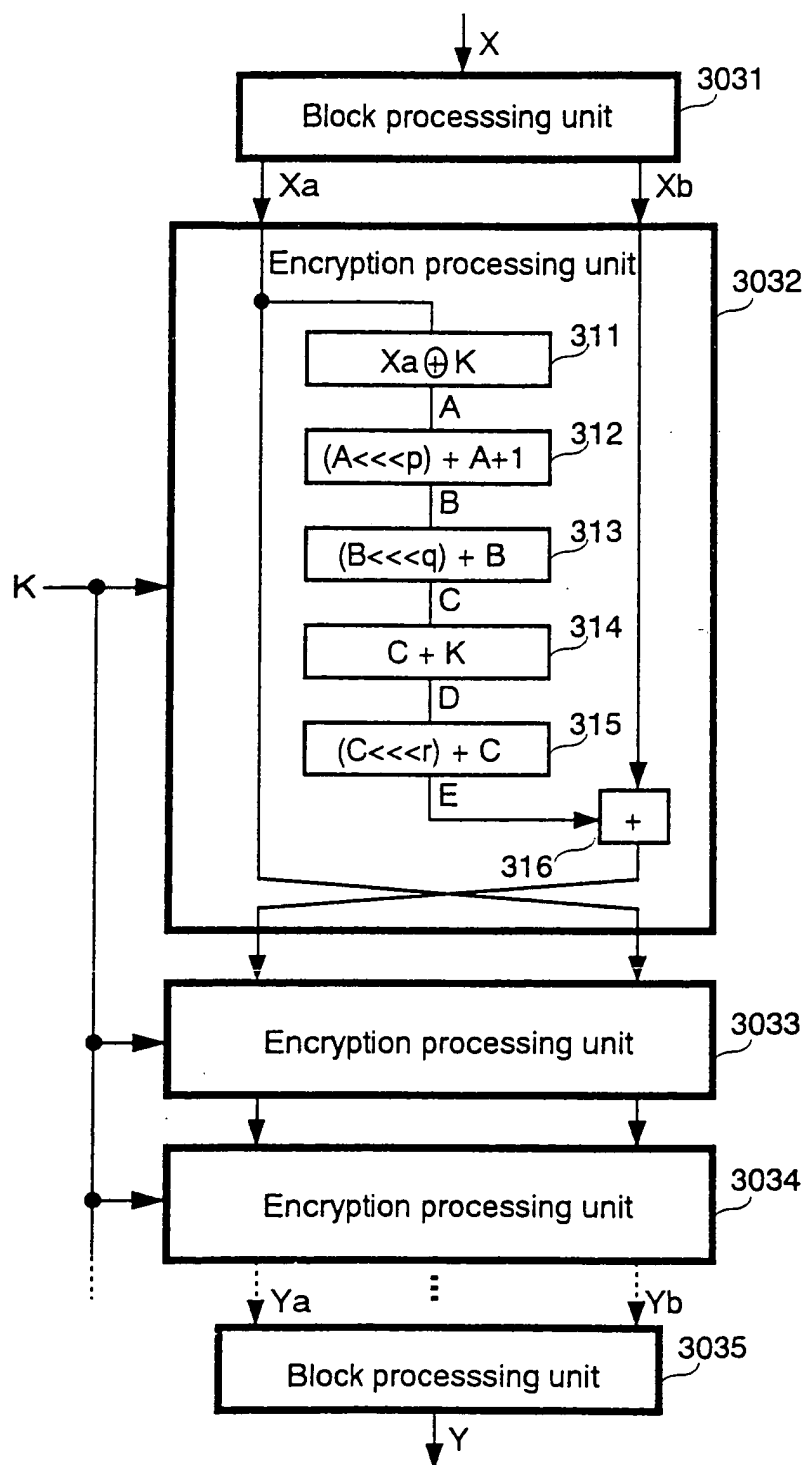 X
3031
Block processsing unit
Xa
Xb
Encryption processing unit
3032
311
Xa ⊕ K
A
312
(A<<<p) + A+1
B
313
(B<<<q) + B
K
C
314
C + K
D
315
(C<<<r) + C
E
+
316
Encryption processing unit
3033
Encryption processing unit
3034
Ya
Yb
3035
Block processsing unit
Y